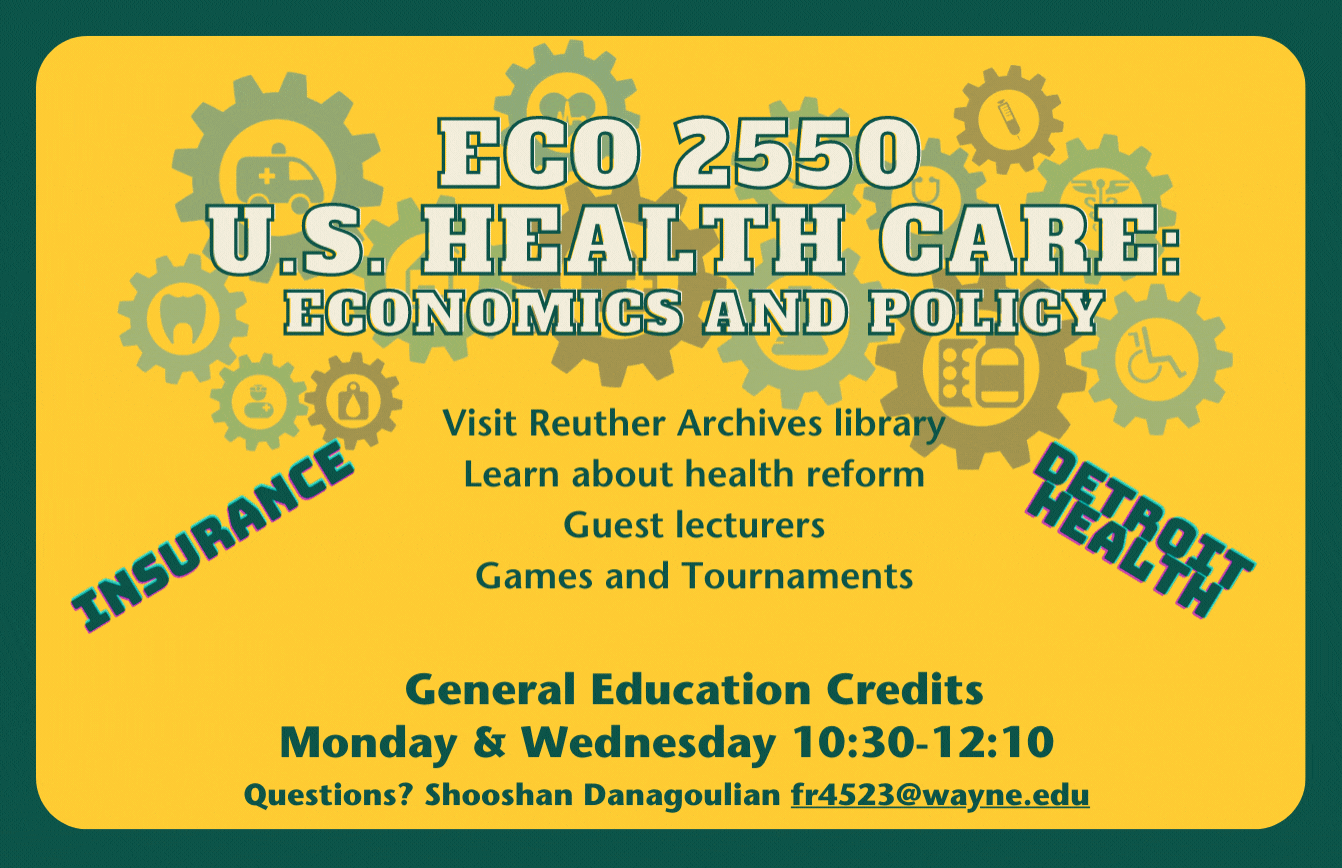 ECO 2550
U.S. HEALTH CARE:
ECONOMICS AND POLICY
Visit Reuther Archives library
Learn about health reform
Guest lecturers
Games and Tournaments
INSURANCE
DETROIT
HEALTH
General Education Credits
Monday & Wednesday 10:30-12:10
Questions? Shooshan Danagoulian fr4523@wayne.edu